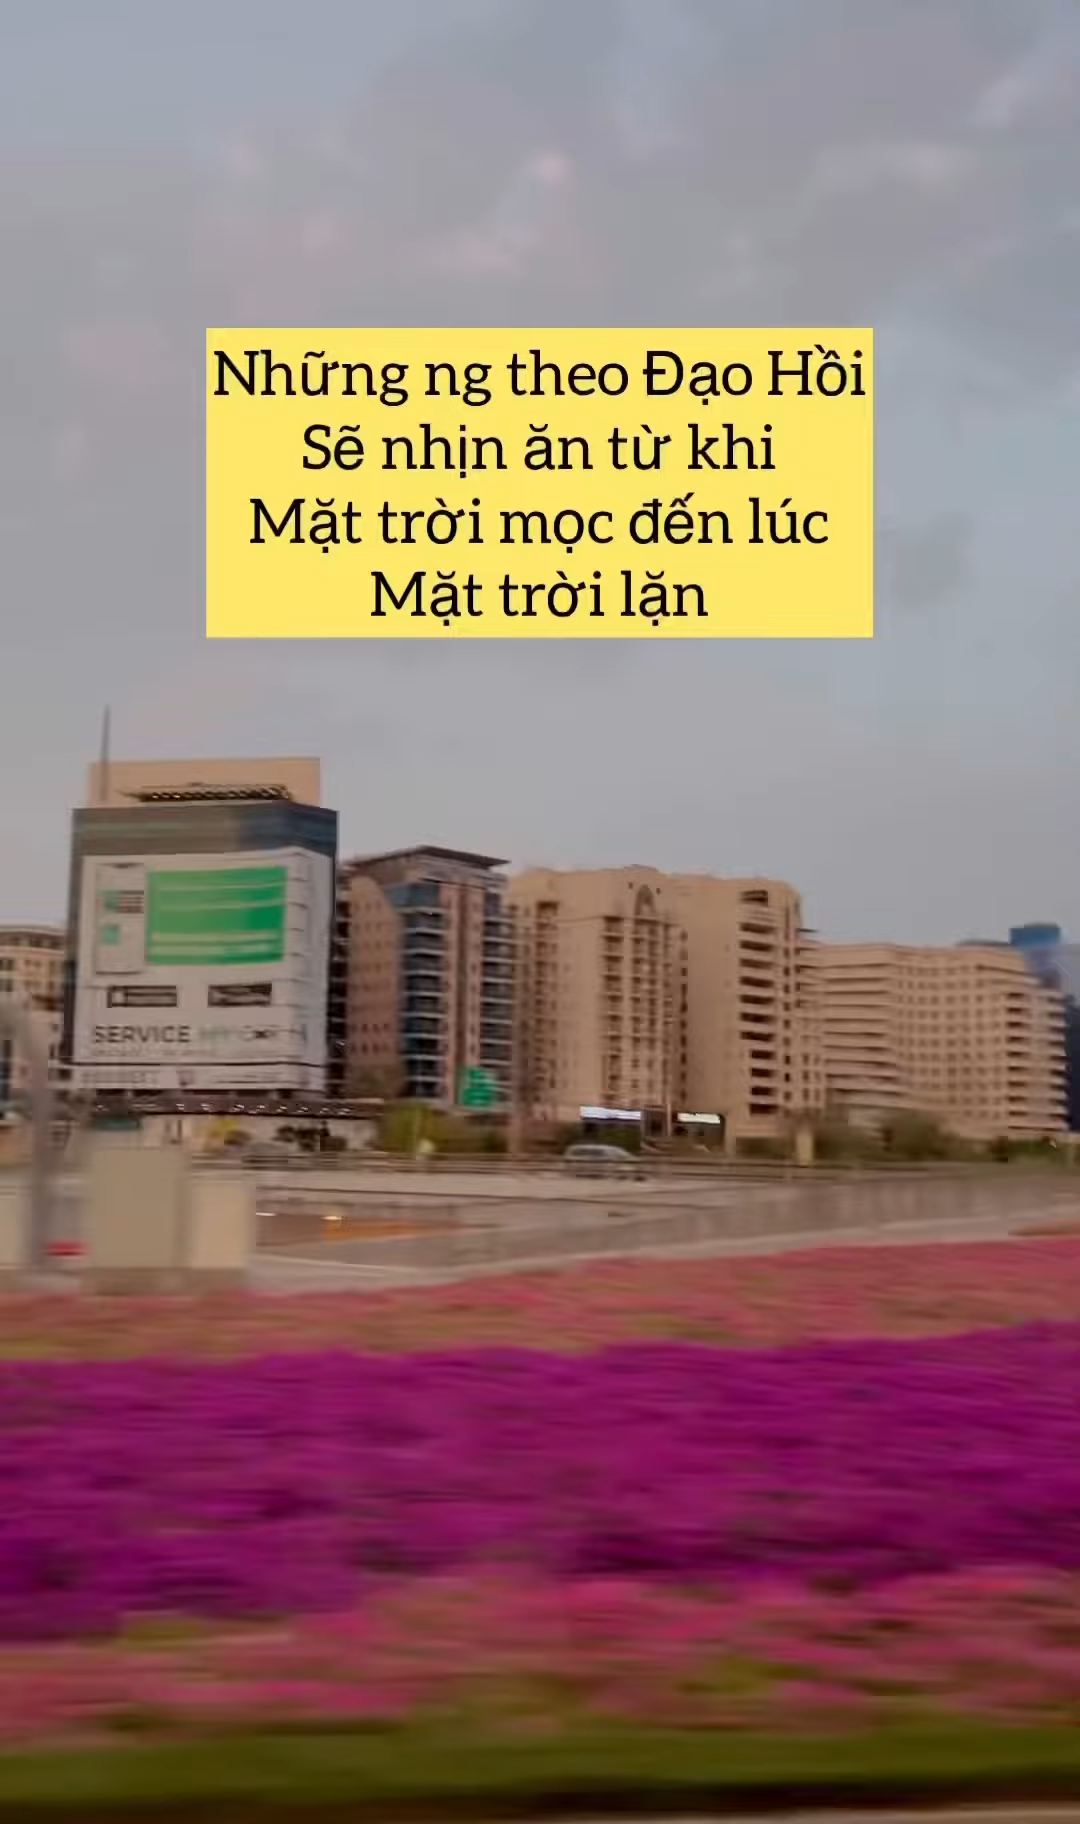 Những ng theo Đạo Hồi
Sẽ nhịn ăn từ khi
Mặt trời mọc đến lúc
Mặt trời lặn
SERVICE